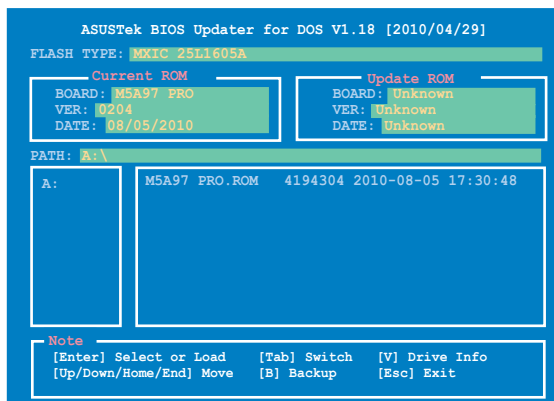 ASUSTek BIOS Updater for DOS V1.18 [2010/04/29]
FLASH TYPE: MXIC 25L1605A
Current ROM
BOARD: M5A97 PRO
VER: 0204
DATE: 08/05/2010
Update ROM
BOARD: Unknown
VER: Unknown
DATE: Unknown
PATH: A:\
A:
M5A97 PRO.ROM 4194304 2010-08-05 17:30:48
Note
[Enter] Select or Load [Tab] Switch [V] Drive Info
[Up/Down/Home/End] Move [B] Backup [Esc] Exit